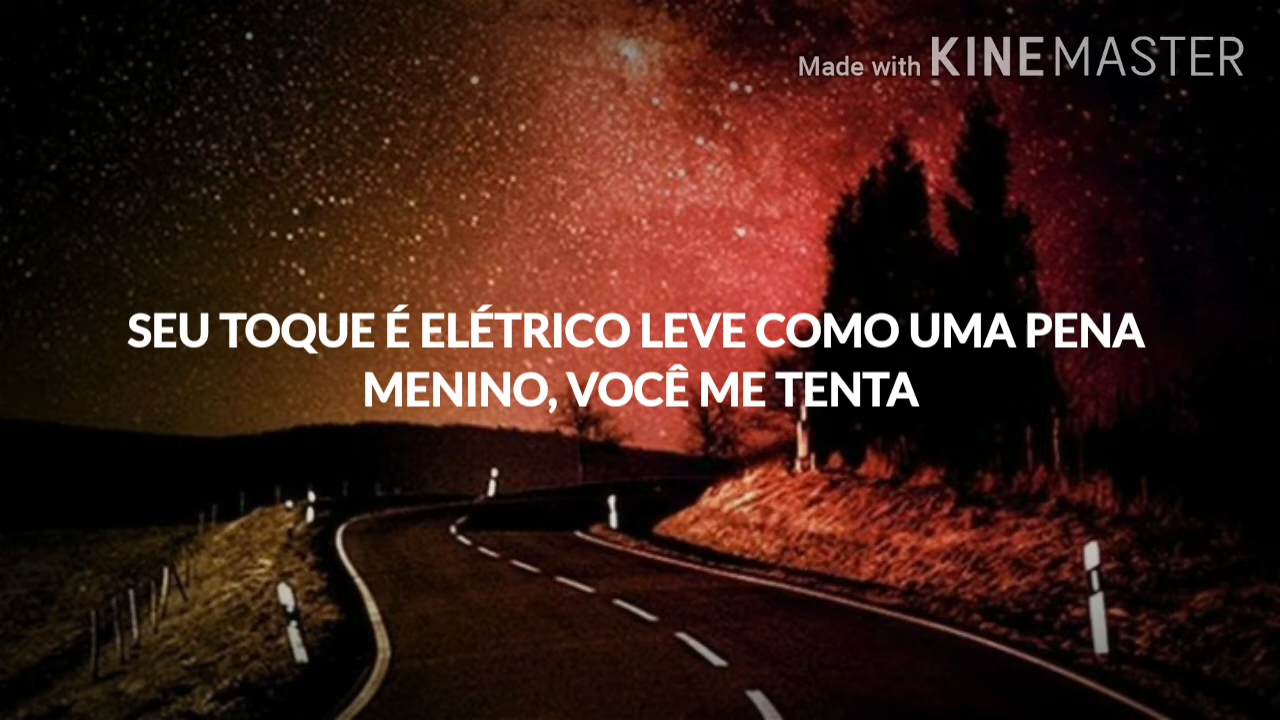 Made with KINEMASTER
SEU TOQUE É ELÉTRICO LEVE COMO UMA PENA
MENINO, VOCÊ ME TENTA